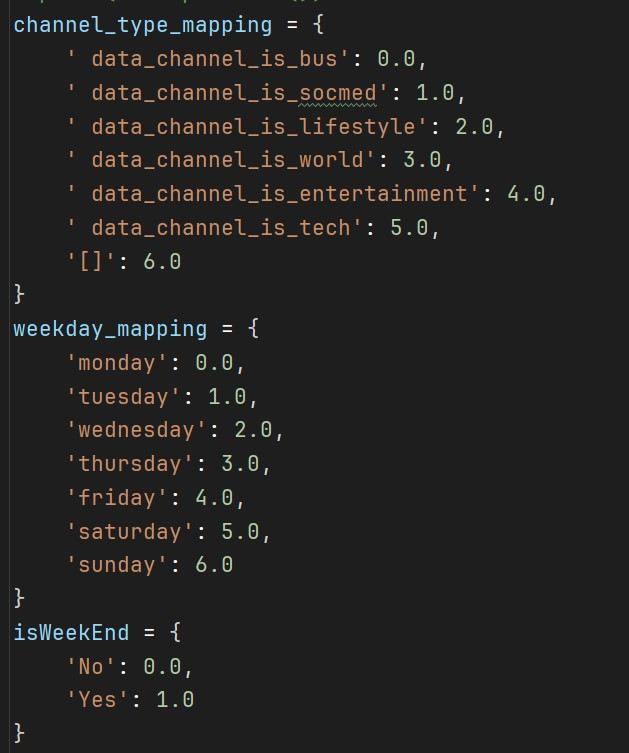 channel_type_mapping = {
    ' data_channel_is_bus': 0.0,
    ' data_channel_is_socmed': 1.0,
    ' data_channel_is_lifestyle': 2.0,
    ' data_channel_is_world': 3.0,
    ' data_channel_is_entertainment': 4.0,
    ' data_channel_is_tech': 5.0,
    '[]': 6.0
}
weekday_mapping = {
    'monday': 0.0,
    'tuesday': 1.0,
    'wednesday': 2.0,
    'thursday': 3.0,
    'friday': 4.0,
    'saturday': 5.0,
    'sunday': 6.0
}
isWeekEnd = {
    'No': 0.0,
    'Yes': 1.0
}